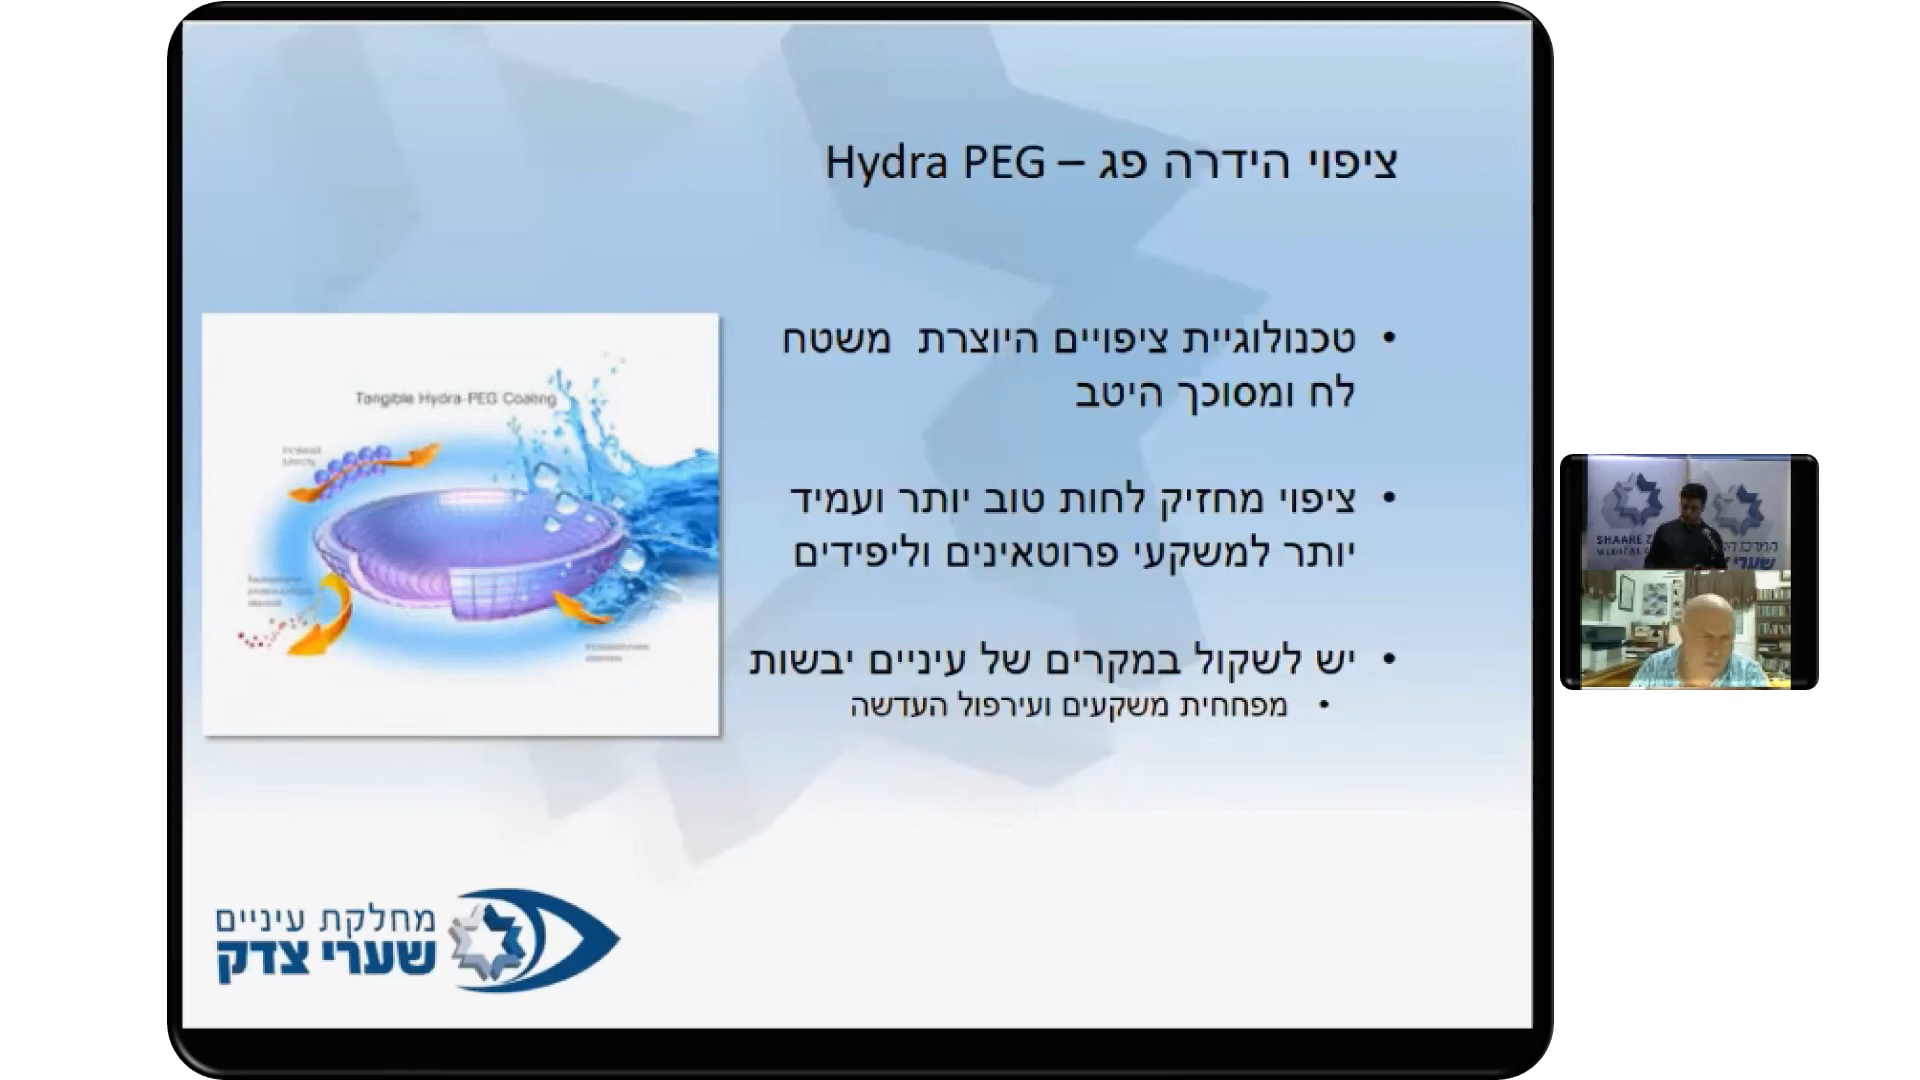 ציפוי הידרה פג – Hydra PEG
• טכנולוגיית ציפויים היוצרת משטח
לח ומסוכך היטב
• ציפוי מחזיק לחות טוב יותר ועמיד
יותר למשקעי פרוטאינים וליפידים
• יש לשקול במקרים של עיניים יבשות
• מפחחית משקעים ועירפול העדשה
Tangible Hydra-PEG Coating
מחלקת עיניים
שערי צדק
SHAARE
שערי